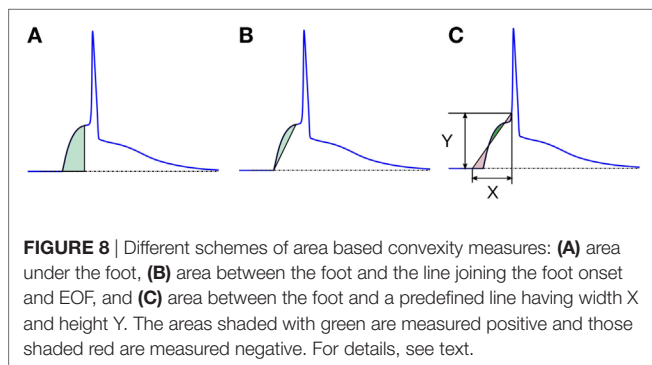 A
B
C
Y
X
FIGURE 8 | Different schemes of area based convexity measures: (A) area
under the foot, (B) area between the foot and the line joining the foot onset
and EOF, and (C) area between the foot and a predefined line having width X
and height Y. The areas shaded with green are measured positive and those
shaded red are measured negative. For details, see text.